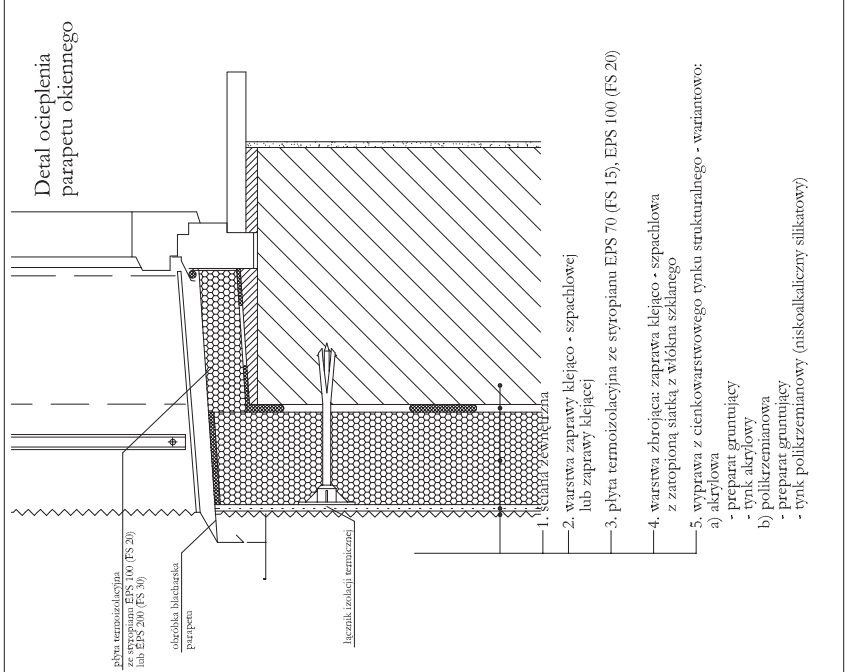 Detal ocieplenia
parapetu okiennego
płyta termoizolacyjna
ze styropianu EPS 100 (FS 20)
lub EPS 200 (FS 30)
obróbka blacharska
parapetu
łącznik izolacji termicznej
1. ściana zewnętrzna
2. warstwa zaprawy klejąco - szpachlowej
lub zaprawy klejącej
3. płyta termoizolacyjna ze styropianu EPS 70 (FS 15), EPS 100 (FS 20)
4. warstwa zbrojąca: zaprawa klejąco - szpachlowa
z zatopioną siatką z włókna szklanego
5. wyprawa z cienkowarstwowego tynku strukturalnego - wariantowo:
a) akrylowa
- preparat gruntujący
- tynk akrylowy
b) polikrzemianowa
- preparat gruntujący
- tynk polikrzemianowy (niskoalkaliczny silikatowy)